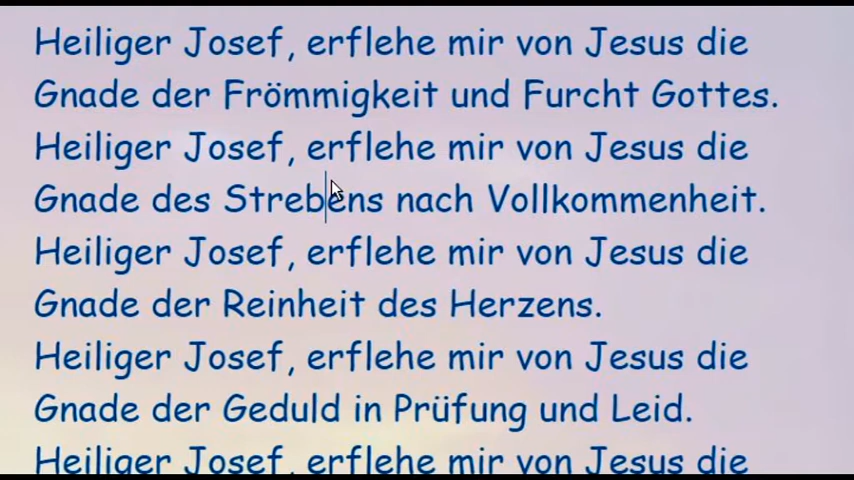 Heiliger Josef, erflehe mir von Jesus die
Gnade der Frömmigkeit und Furcht Gottes.
Heiliger Josef, erflehe mir von Jesus die
Gnade des Strebens nach Vollkommenheit.
Heiliger Josef, erflehe mir von Jesus die
Gnade der Reinheit des Herzens.
Heiliger Josef, erflehe mir von Jesus die
Gnade der Geduld in Prüfung und Leid.
Heiliger Josef, erflehe mir von Jesus die